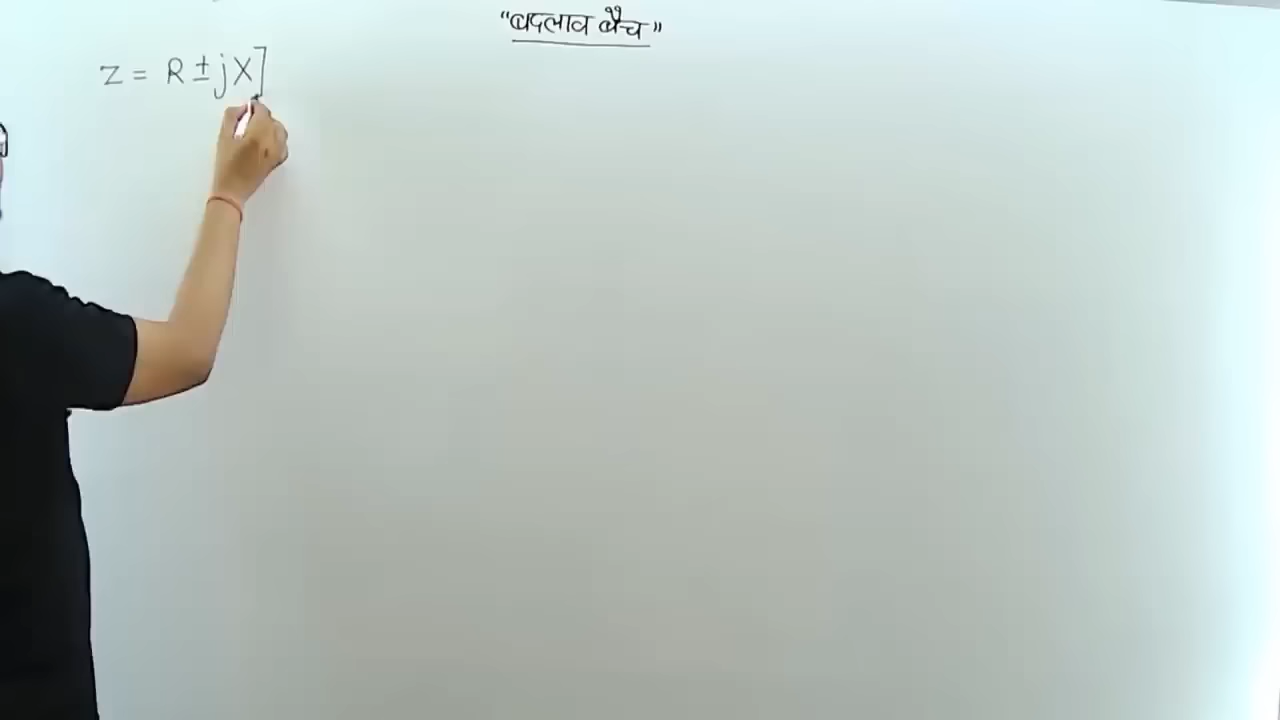 "बदलाव बैच"
Z = R ± jX]